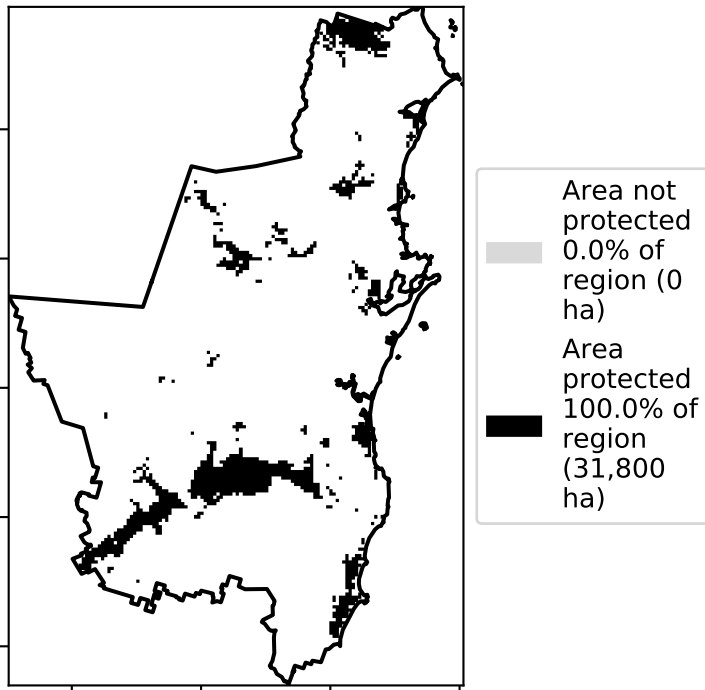 Area not
protected
0.0% of
region (0
ha)
Area
protected
100.0% of
region
(31,800
ha)